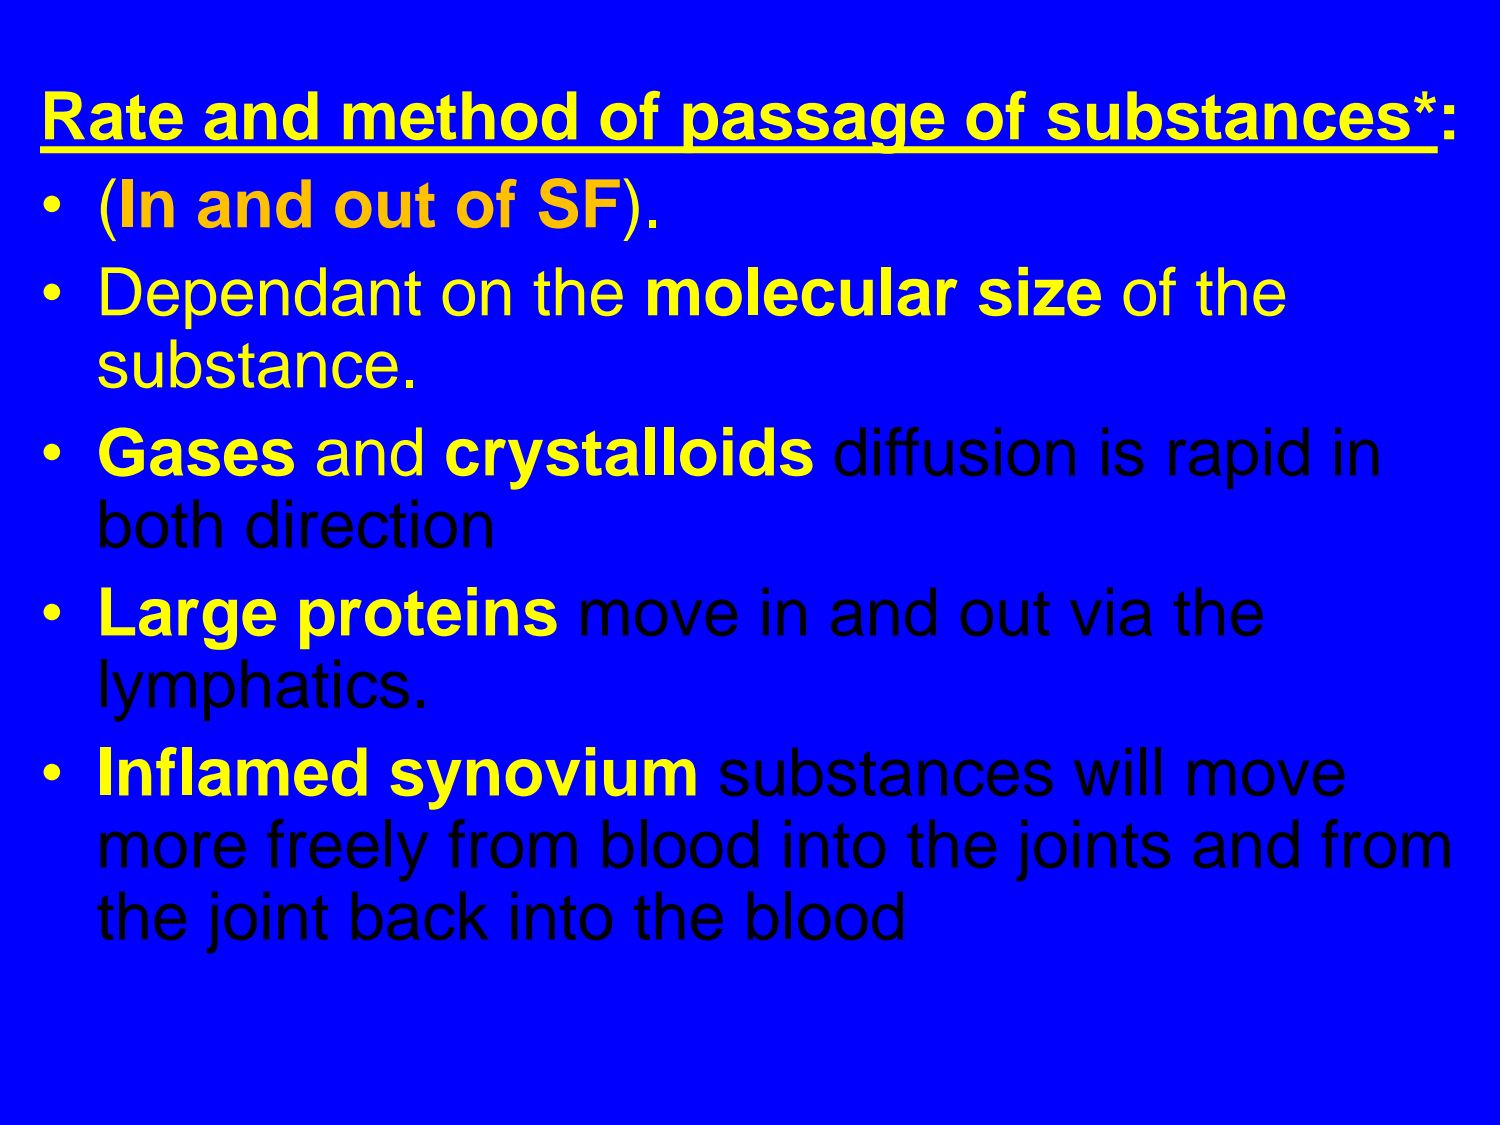 Rate and method of passage of substances*:
• (In and out of SF).
• Dependant on the molecular size of the
substance.
• Gases and crystalloids diffusion is rapid in
both direction
• Large proteins move in and out via the
lymphatics.
• Inflamed synovium substances will move
more freely from blood into the joints and from
the joint back into the blood